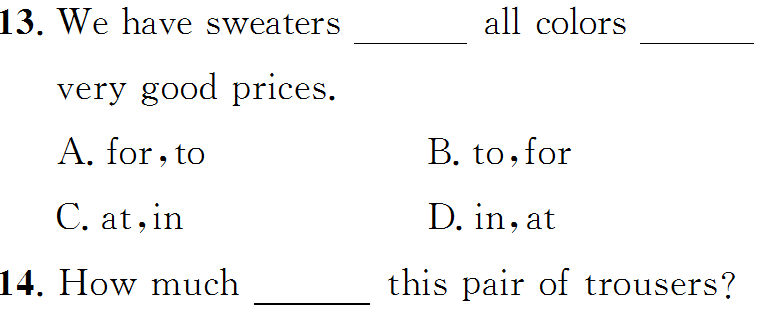 13. We have sweaters ______ all colors ______
very good prices.
A. for,to B. to,for
C. at,in D. in,at
14. How much ______ this pair of trousers?